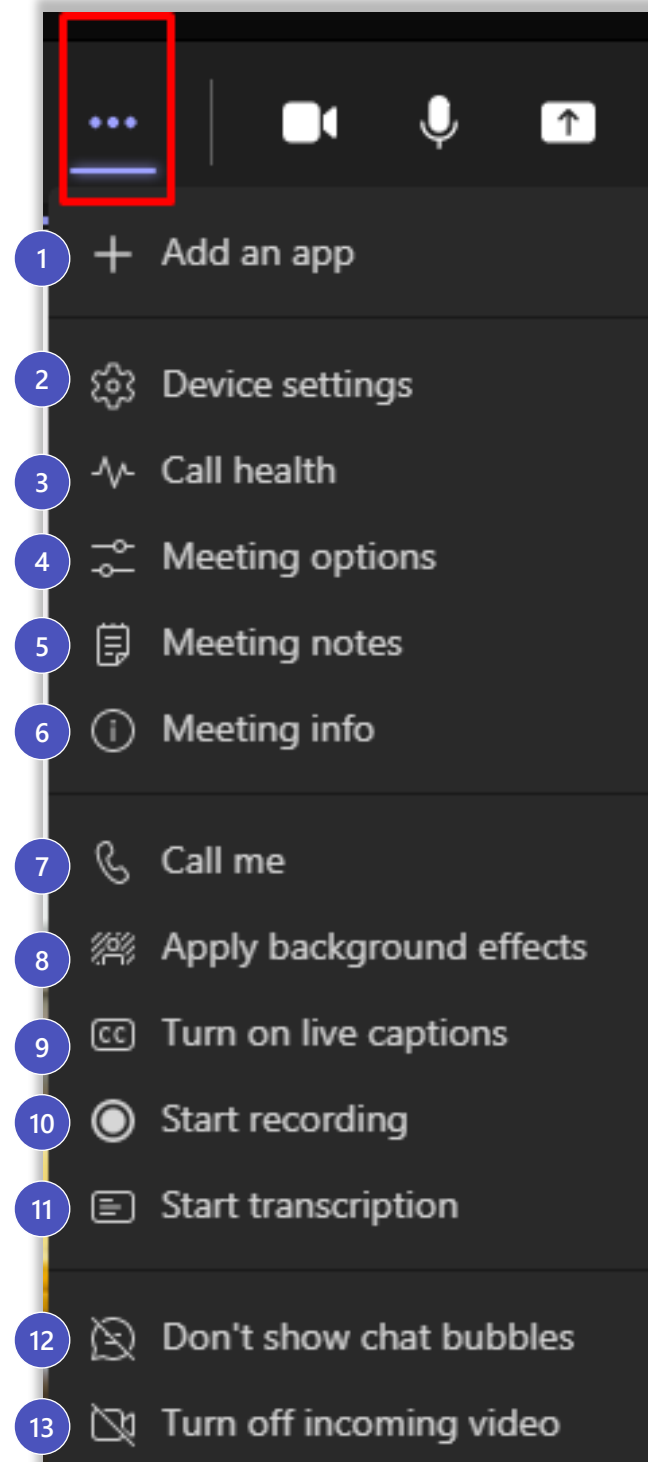 1 Add an app
2 Device settings
3 Call health
4 Meeting options
5 Meeting notes
6 Meeting info
7 Call me
8 Apply background effects
9 CC Turn on live captions
10 Start recording
11 Start transcription
12 Don't show chat bubbles
13 Turn off incoming video